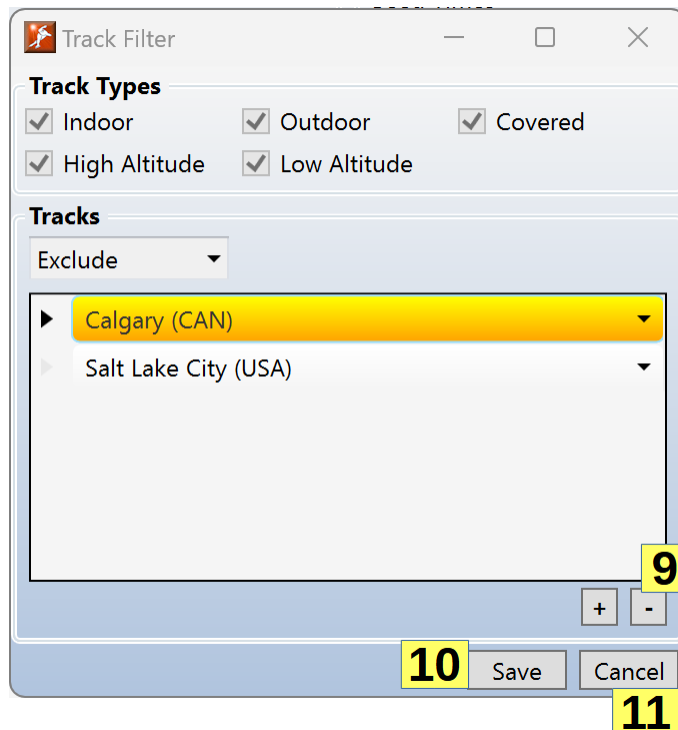 Track Filter
Track Types
Indoor Outdoor Covered
High Altitude Low Altitude
Tracks
Exclude
Calgary (CAN)
Salt Lake City (USA)
9
+ -
10 Save Cancel
11